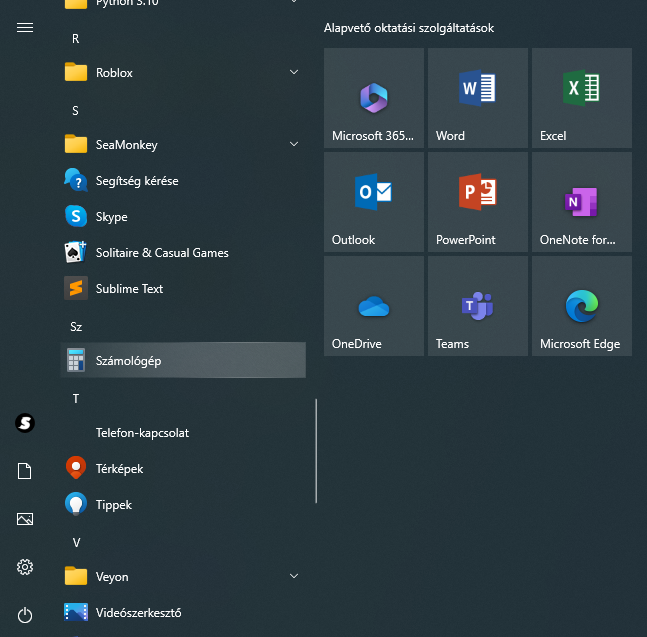 Python 3.10
R
Roblox
S
SeaMonkey
Segítség kérése
Skype
Solitaire & Casual Games
Sublime Text
Sz
Számológép
T
Telefon-kapcsolat
Térképek
Tippek
V
Veyon
Videószerkesztő
Alapvető oktatási szolgáltatások
Microsoft 365...
Word
Excel
Outlook
PowerPoint
OneNote for...
OneDrive
Teams
Microsoft Edge